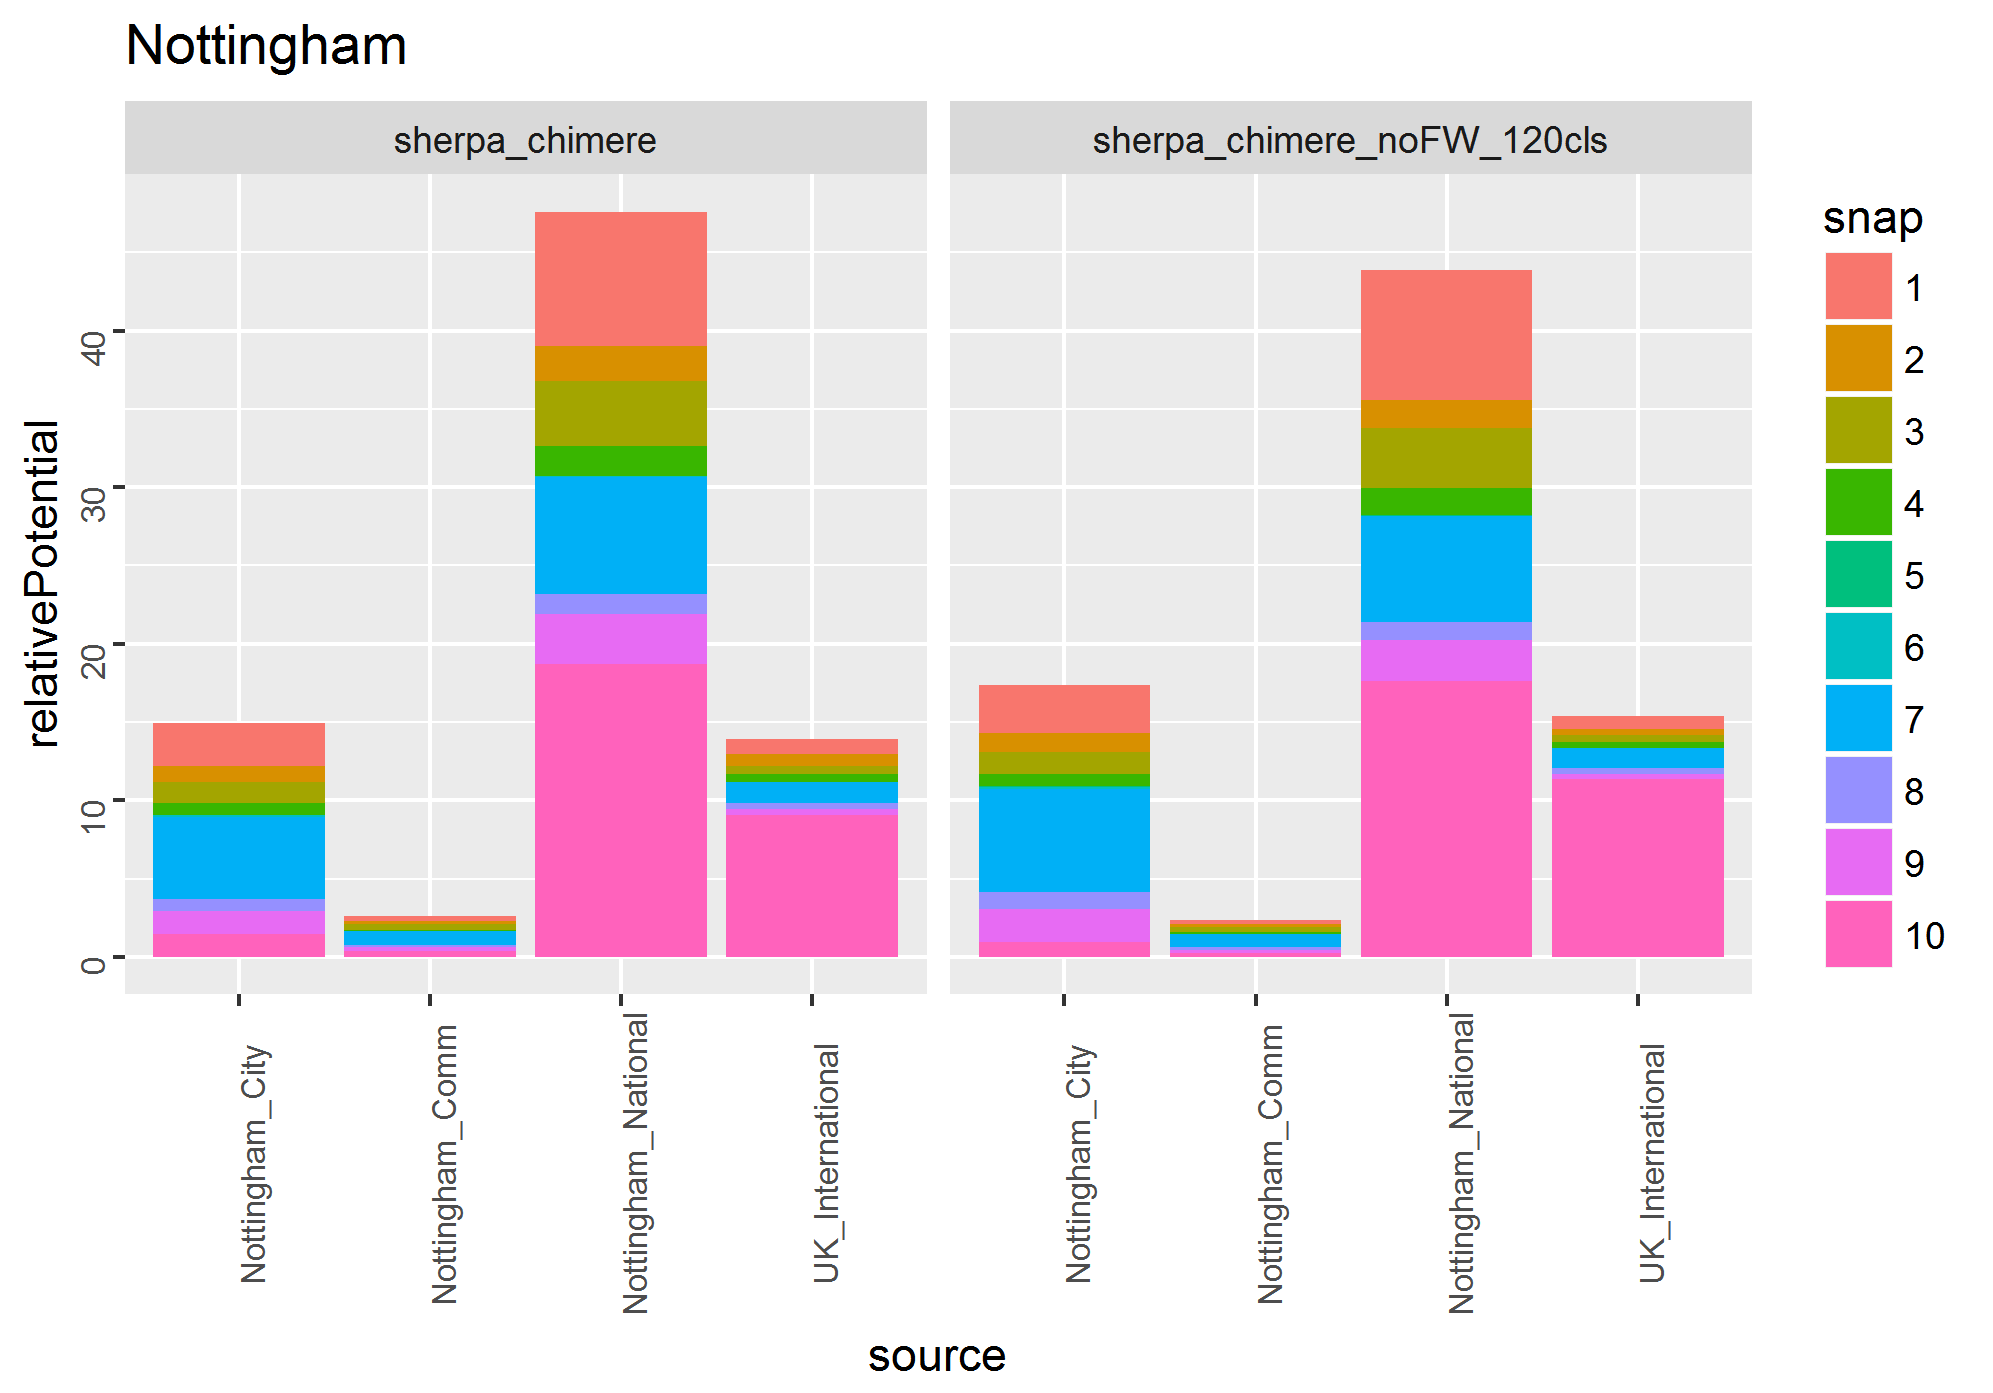 Nottingham
sherpa_chimere
sherpa_chimere_noFW_120cls
relativePotential
40
30
20
10
0
Nottingham_City
Nottingham_Comm
Nottingham_National
UK_International
Nottingham_City
Nottingham_Comm
Nottingham_National
UK_International
source
snap
1
2
3
4
5
6
7
8
9
10